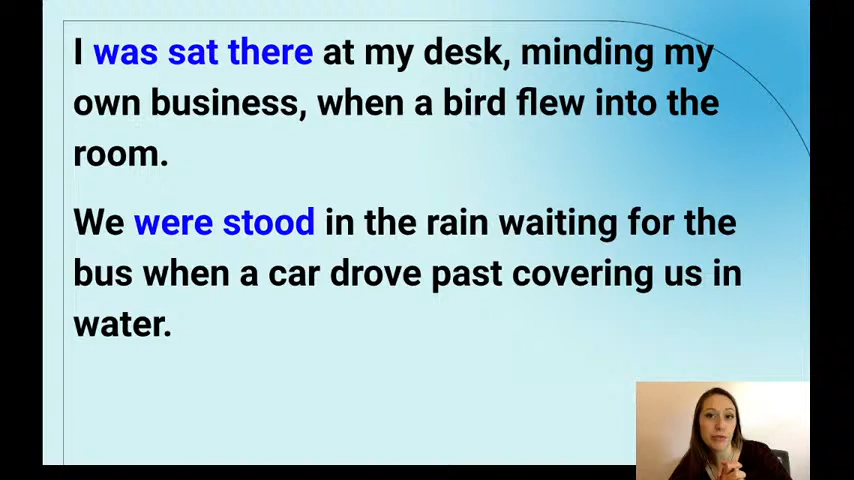 I was sat there at my desk, minding my
own business, when a bird flew into the
room.
We were stood in the rain waiting for the
bus when a car drove past covering us in
water.